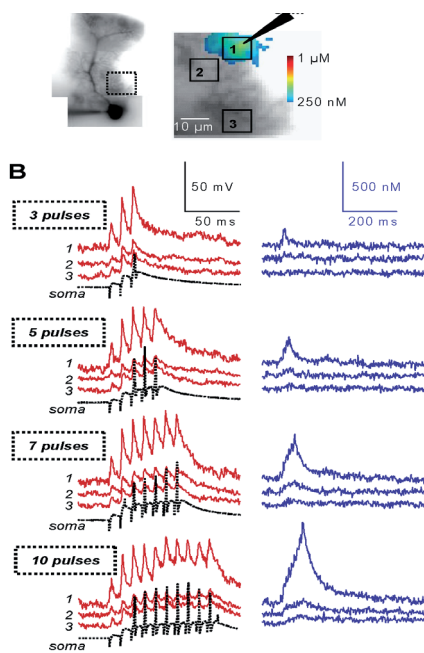 1
2
3
1 µM
250 nM
10 µm
B
50 mV
50 ms
500 nM
200 ms
3 pulses
1
2
3
soma
5 pulses
1
2
3
soma
7 pulses
1
2
3
soma
10 pulses
1
2
3
soma